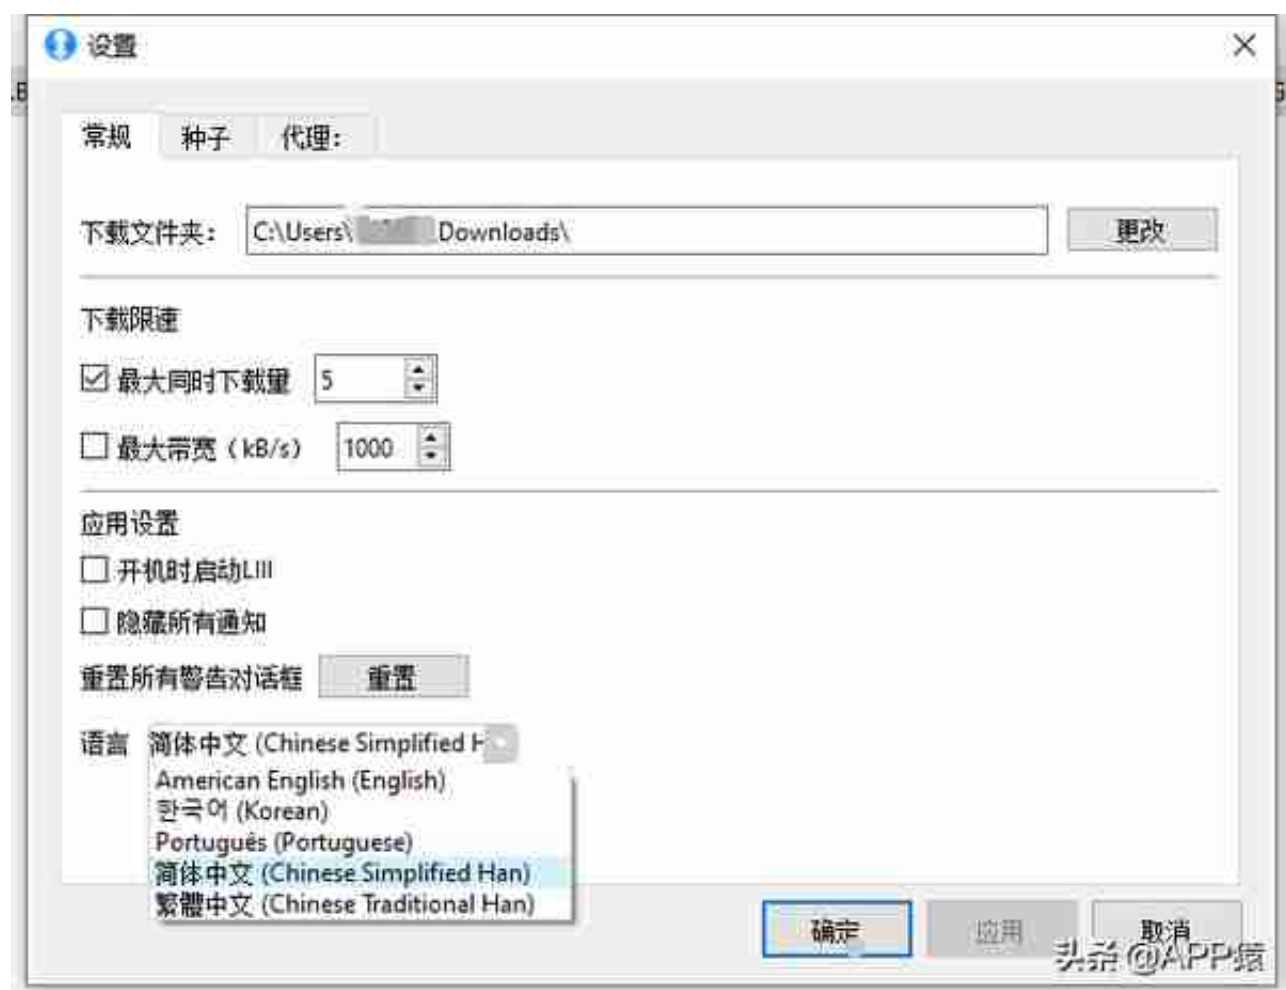 设置
常规 种子 代理：
下载文件夹： C:\Users\ Downloads\ 更改
下载限速
最大同时下载量 5
最大带宽（kB/s） 1000
应用设置
开机时启动LIII
隐藏所有通知
重置所有警告对话框 重置
语言 简体中文 (Chinese Simplified H
American English (English)
한국어 (Korean)
Português (Portuguese)
简体中文 (Chinese Simplified Han)
繁體中文 (Chinese Traditional Han)
确定 应用 取消
头条 @APP猿